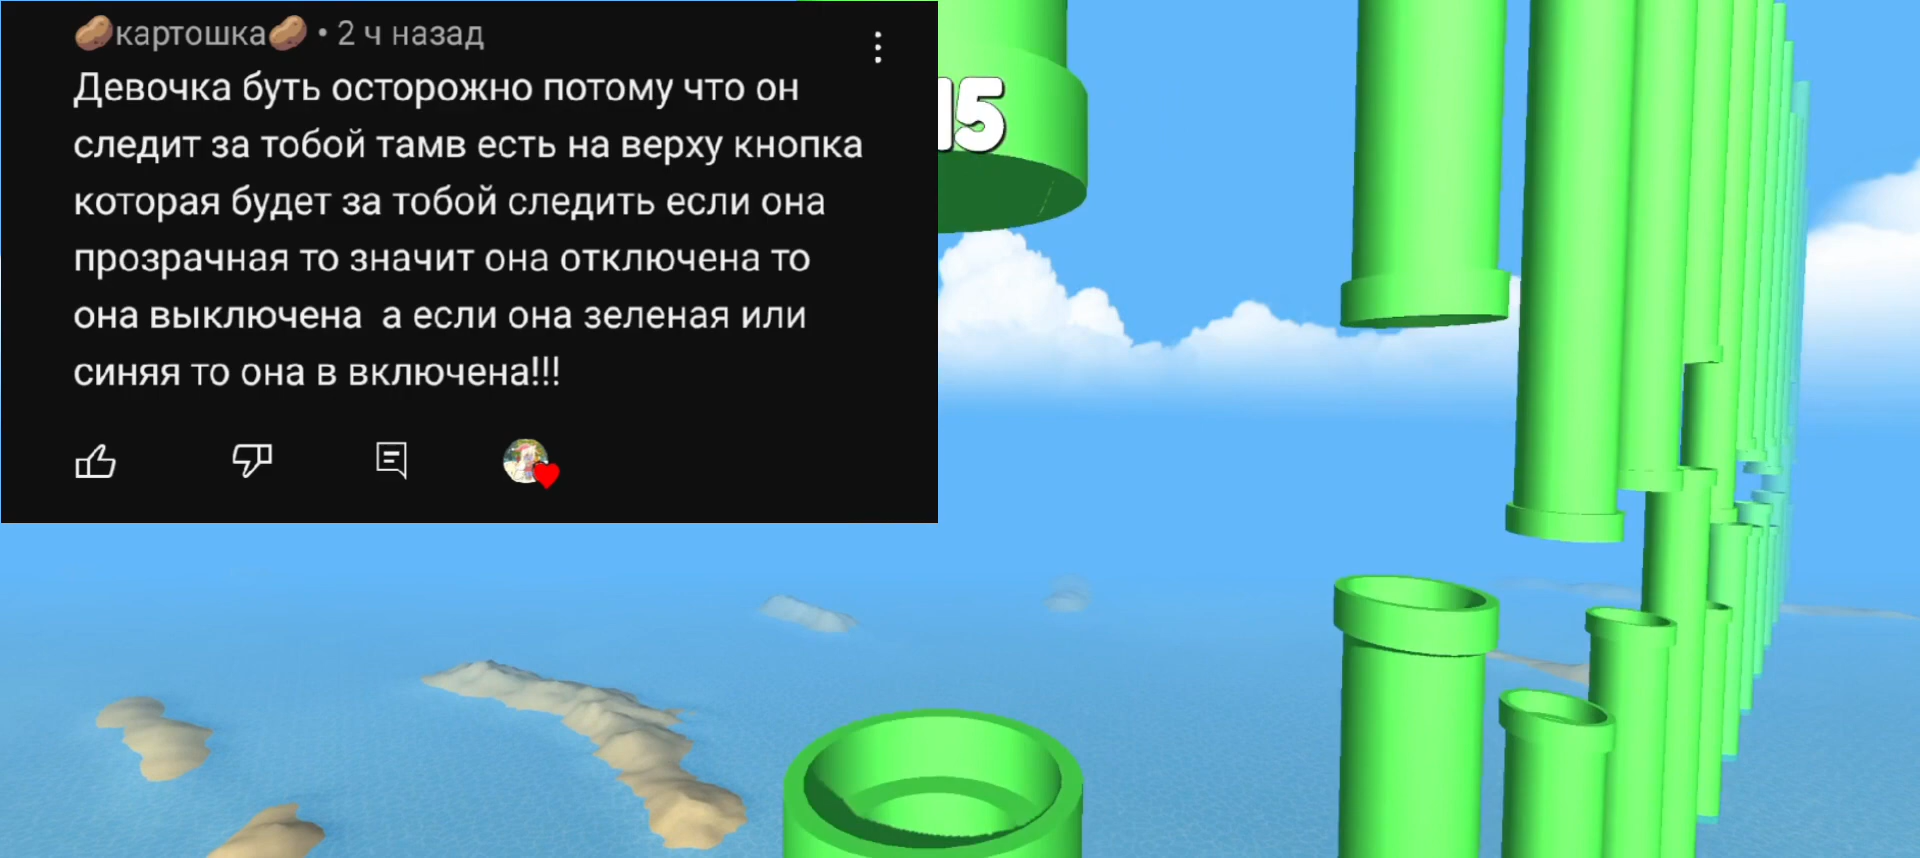 🥔картошка🥔 • 2 ч назад
Девочка буть осторожно потому что он
следит за тобой тамв есть на верху кнопка
которая будет за тобой следить если она
прозрачная то значит она отключена то
она выключена  а если она зеленая или
синяя то она в включена!!!
15